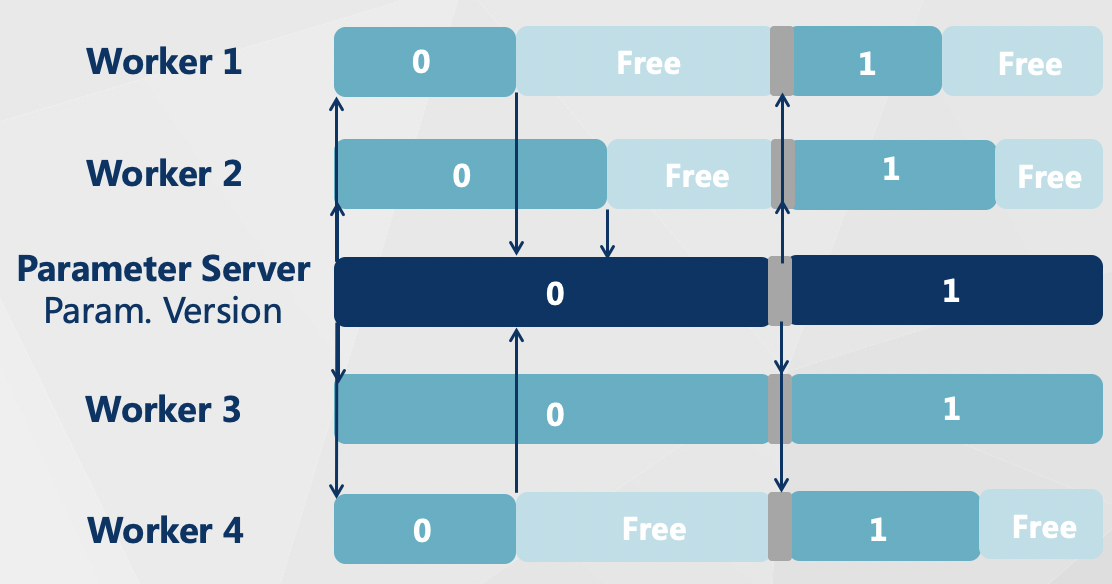 Worker 1
0
Free
1
Free
Worker 2
0
Free
1
Free
Parameter Server
Param. Version
0
1
Worker 3
0
1
Worker 4
0
Free
1
Free